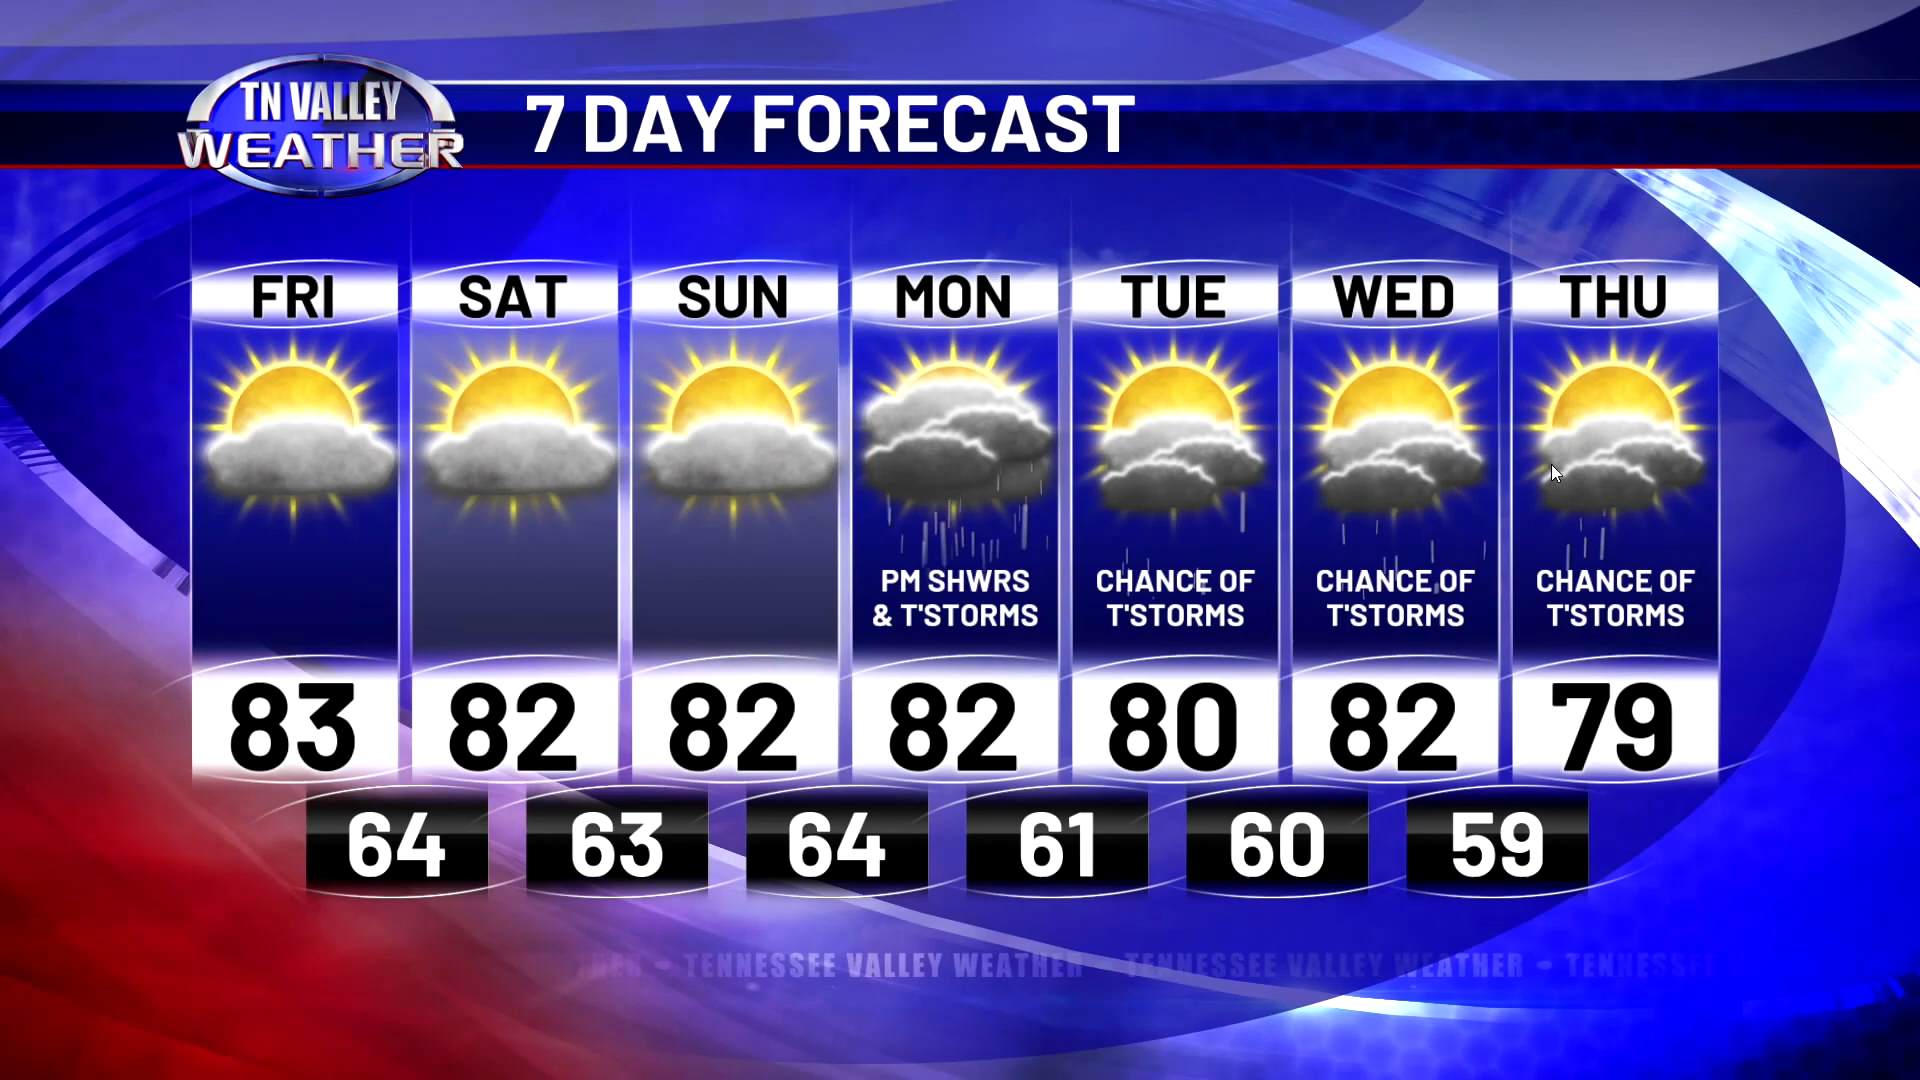 TN VALLEY
WEATHER
7 DAY FORECAST
FRI
SAT
SUN
MON
TUE
WED
THU
PM SHWRS
& T'STORMS
CHANCE OF
T'STORMS
CHANCE OF
T'STORMS
CHANCE OF
T'STORMS
83
82
82
82
80
82
79
64
63
64
61
60
59
THER - TENNESSEE VALLEY WEATHER - TENNESSEE VALLEY WEATHER - TENNESSEE